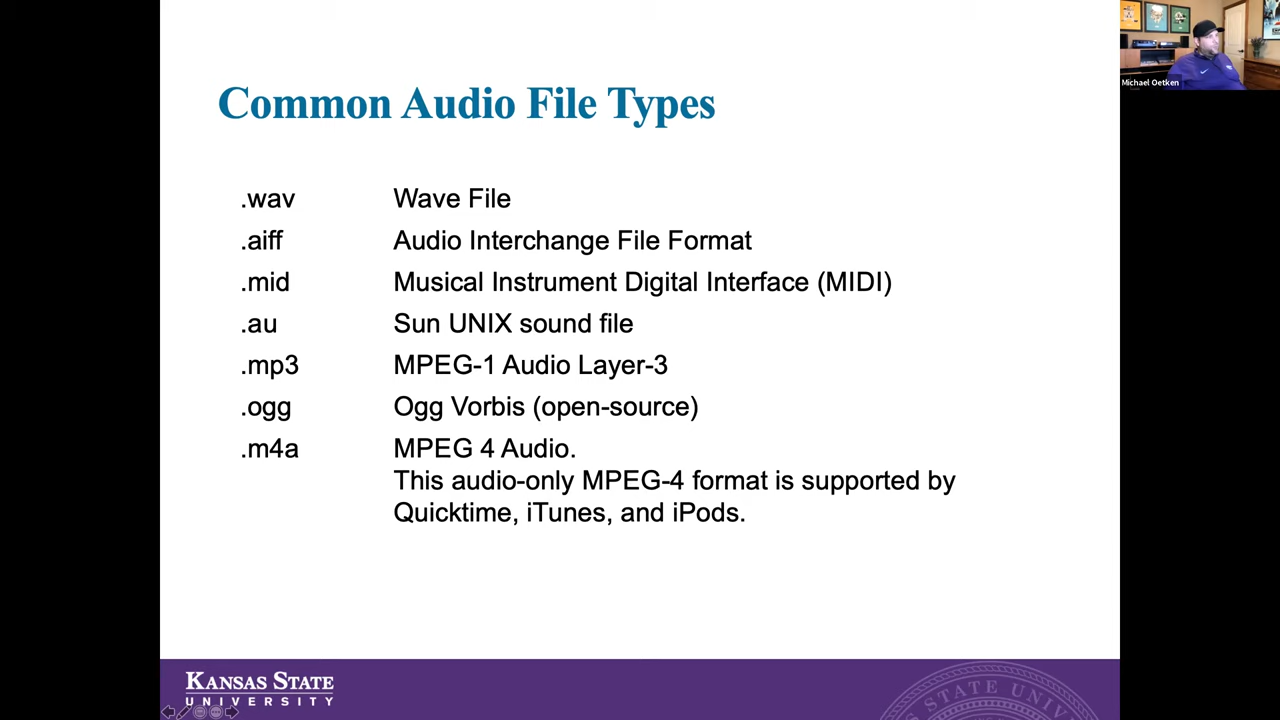 Michael Oetken
Common Audio File Types
.wav Wave File
.aiff Audio Interchange File Format
.mid Musical Instrument Digital Interface (MIDI)
.au Sun UNIX sound file
.mp3 MPEG-1 Audio Layer-3
.ogg Ogg Vorbis (open-source)
.m4a MPEG 4 Audio.
This audio-only MPEG-4 format is supported by
Quicktime, iTunes, and iPods.
KANSAS STATE
UNIVERSITY
STATE UNI